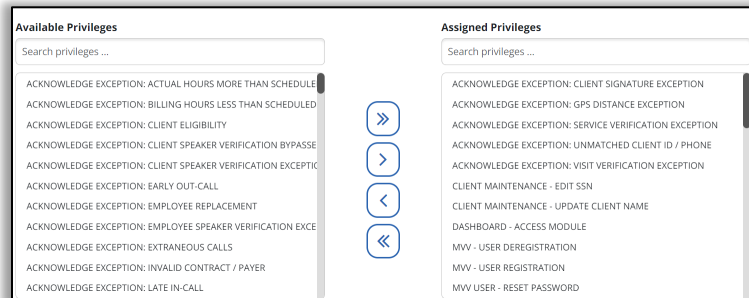 Available Privileges
Search privileges ...
ACKNOWLEDGE EXCEPTION: ACTUAL HOURS MORE THAN SCHEDULE
ACKNOWLEDGE EXCEPTION: BILLING HOURS LESS THAN SCHEDULED
ACKNOWLEDGE EXCEPTION: CLIENT ELIGIBILITY
ACKNOWLEDGE EXCEPTION: CLIENT SPEAKER VERIFICATION BYPASSE
ACKNOWLEDGE EXCEPTION: CLIENT SPEAKER VERIFICATION EXCEPTIO
ACKNOWLEDGE EXCEPTION: EARLY OUT-CALL
ACKNOWLEDGE EXCEPTION: EMPLOYEE REPLACEMENT
ACKNOWLEDGE EXCEPTION: EMPLOYEE SPEAKER VERIFICATION EXCE
ACKNOWLEDGE EXCEPTION: EXTRANEOUS CALLS
ACKNOWLEDGE EXCEPTION: INVALID CONTRACT / PAYER
ACKNOWLEDGE EXCEPTION: LATE IN-CALL
Assigned Privileges
Search privileges ...
ACKNOWLEDGE EXCEPTION: CLIENT SIGNATURE EXCEPTION
ACKNOWLEDGE EXCEPTION: GPS DISTANCE EXCEPTION
ACKNOWLEDGE EXCEPTION: SERVICE VERIFICATION EXCEPTION
ACKNOWLEDGE EXCEPTION: UNMATCHED CLIENT ID / PHONE
ACKNOWLEDGE EXCEPTION: VISIT VERIFICATION EXCEPTION
CLIENT MAINTENANCE - EDIT SSN
CLIENT MAINTENANCE - UPDATE CLIENT NAME
DASHBOARD - ACCESS MODULE
MVV - USER DEREGISTRATION
MVV - USER REGISTRATION
MVV USER - RESET PASSWORD